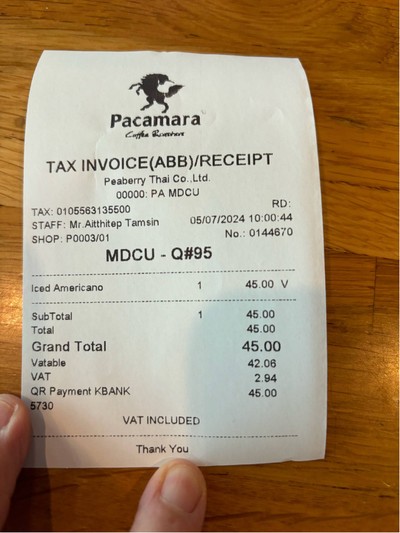 Pacamara
Coffee Roasters
TAX INVOICE(ABB)/RECEIPT
Peaberry Thai Co.,Ltd.
00000: PA MDCU
TAX: 0105563135500 RD:
STAFF: Mr.Aitthitep Tamsin 05/07/2024 10:00:44
SHOP: P0003/01 No.: 0144670
MDCU - Q#95
Iced Americano 1 45.00 V
SubTotal 1 45.00
Total 45.00
Grand Total 45.00
Vatable 42.06
VAT 2.94
QR Payment KBANK 45.00
5730
VAT INCLUDED
Thank You